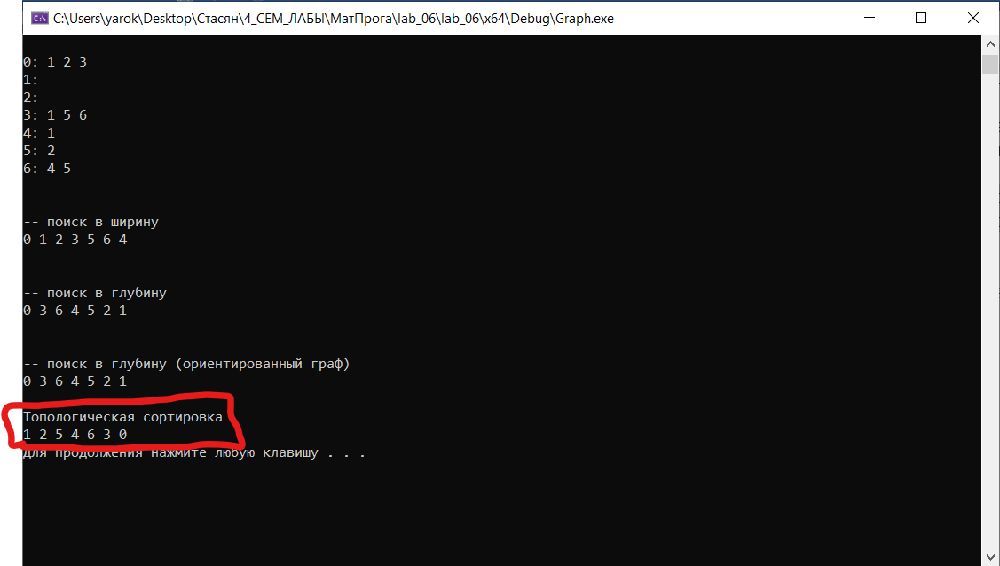 C:\Users\yarok\Desktop\Стасян\4_СЕМ_ЛАБЫ\МатПрога\lab_06\lab_06\x64\Debug\Graph.exe
0: 1 2 3
1:
2:
3: 1 5 6
4: 1
5: 2
6: 4 5
-- поиск в ширину
0 1 2 3 5 6 4
-- поиск в глубину
0 3 6 4 5 2 1
-- поиск в глубину (ориентированный граф)
0 3 6 4 5 2 1
Топологическая сортировка
1 2 5 4 6 3 0
Для продолжения нажмите любую клавишу . . .